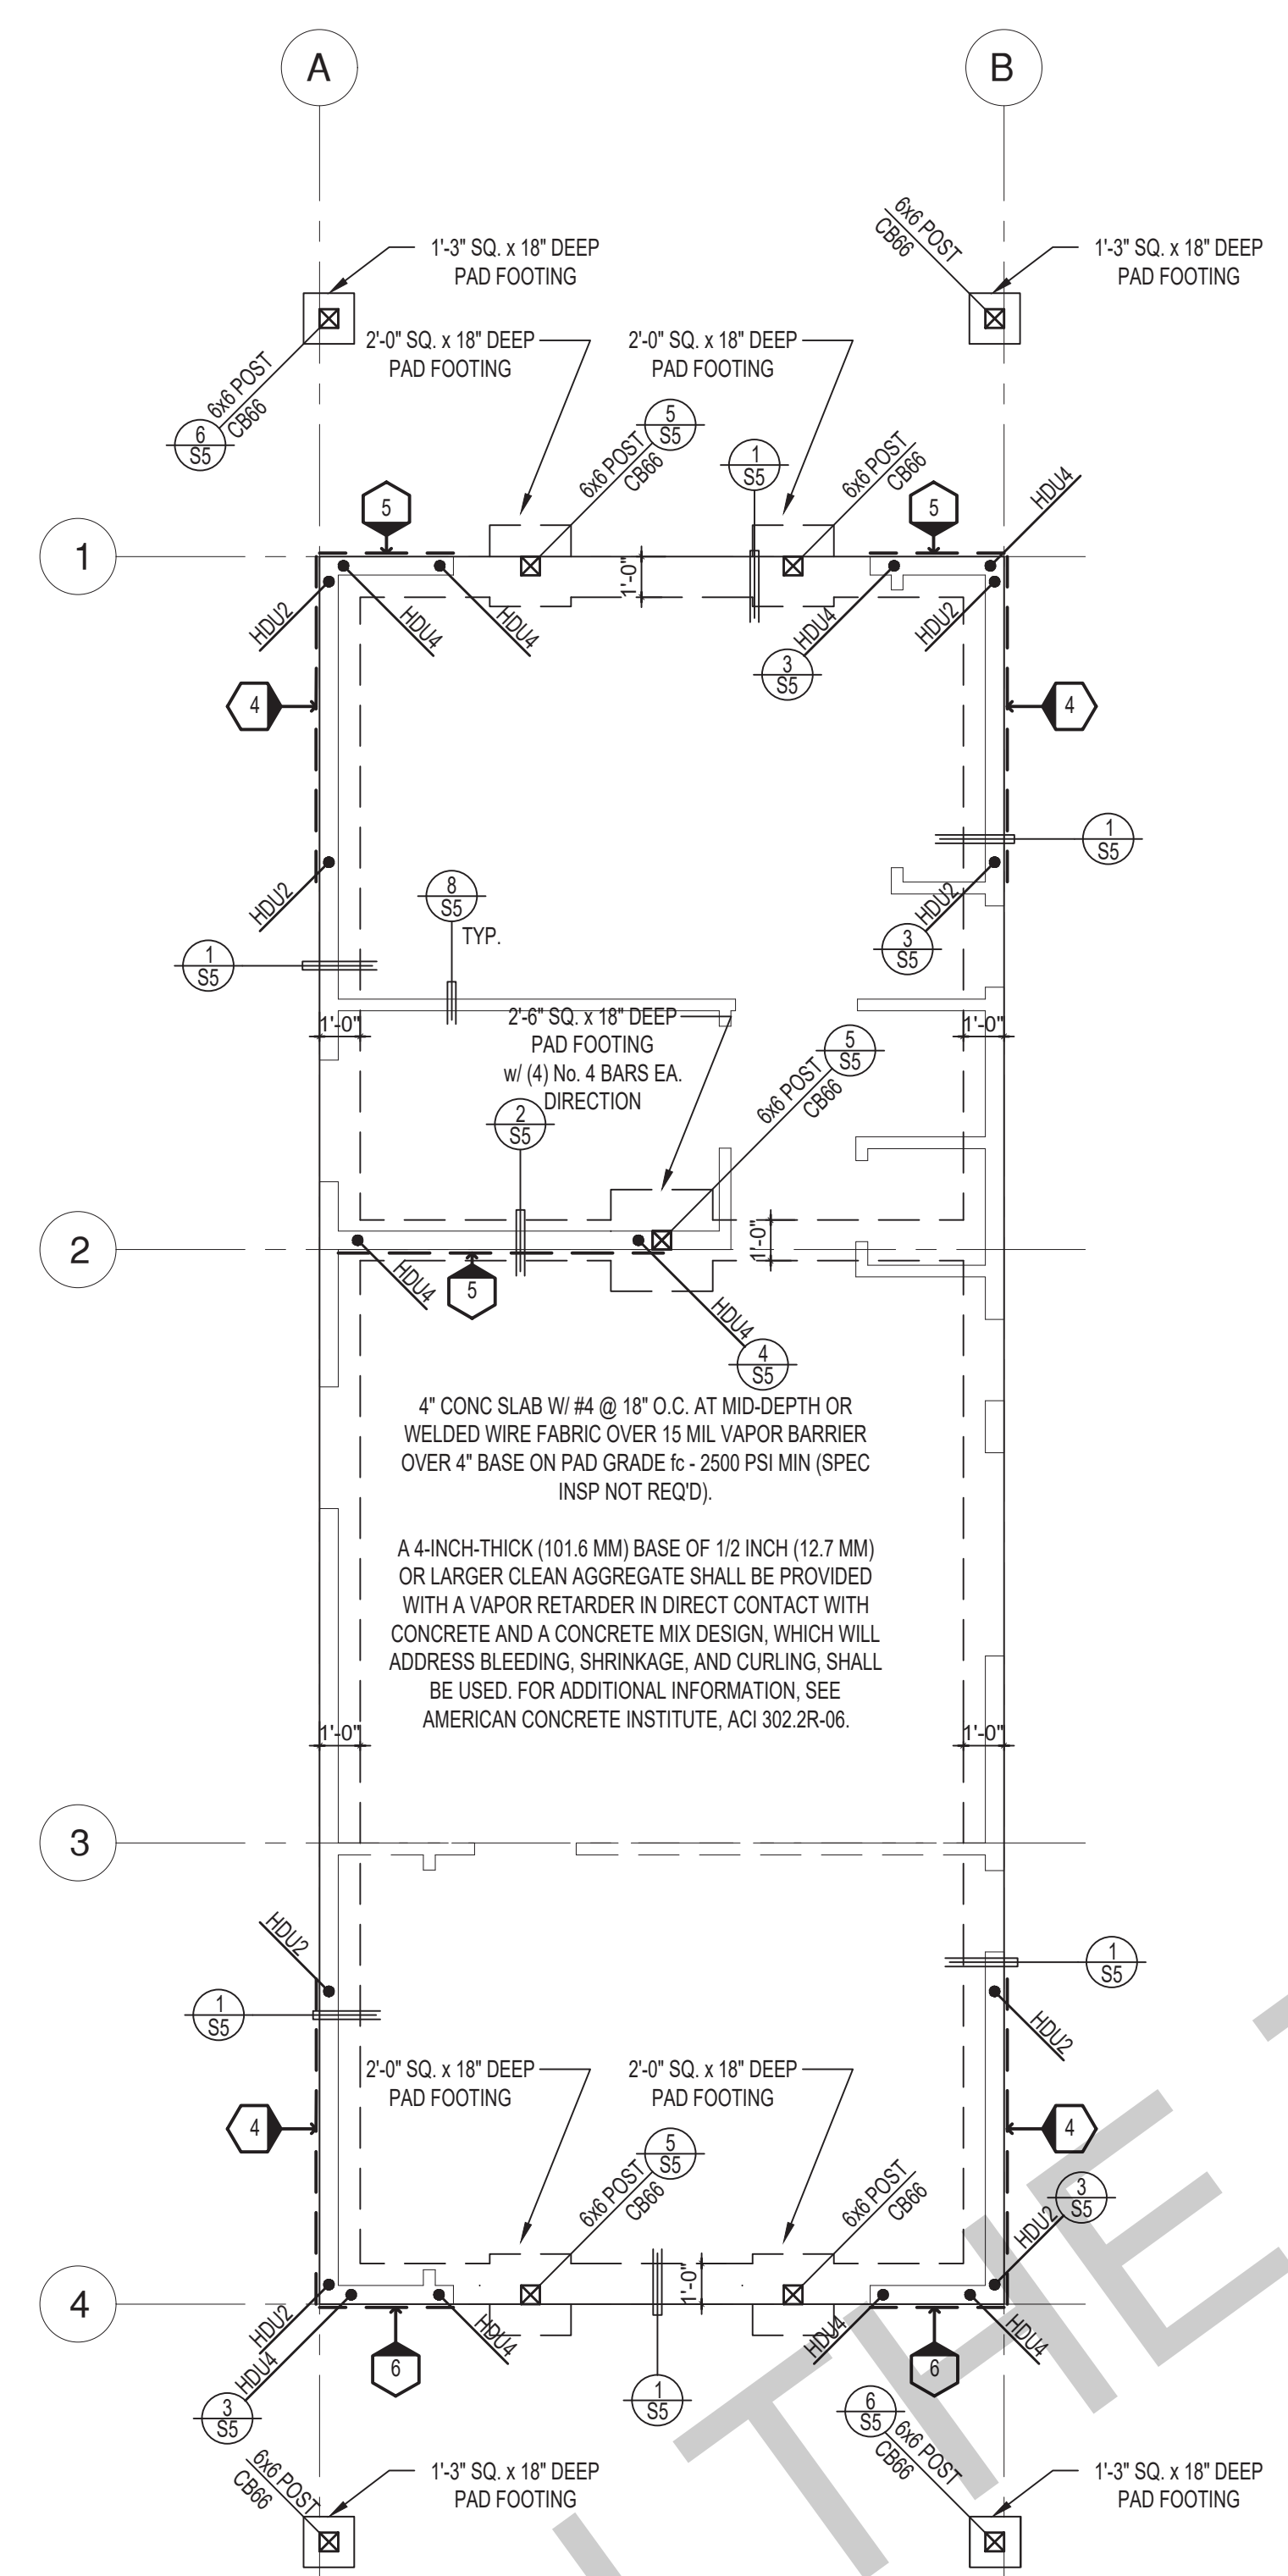 A
B
6x6 POST
CB66
1'-3" SQ. x 18" DEEP
PAD FOOTING
1'-3" SQ. x 18" DEEP
PAD FOOTING
2'-0" SQ. x 18" DEEP
PAD FOOTING
2'-0" SQ. x 18" DEEP
PAD FOOTING
6x6 POST
CB66
6
S5
6x6 POST
CB66
5
S5
1
S5
6x6 POST
CB66
5
5
HDU4
1
1'-0"
HDU2
HDU4
HDU4
HDU4
HDU2
3
S5
4
4
1
S5
HDU2
8
S5
TYP.
HDU2
3
S5
1
S5
1'-0"
1'-0"
2'-6" SQ. x 18" DEEP
PAD FOOTING
w/ (4) No. 4 BARS EA.
DIRECTION
6x6 POST
CB66
5
S5
2
S5
2
1'-0"
HDU4
5
HDU4
4
S5
4" CONC SLAB W/ #4 @ 18" O.C. AT MID-DEPTH OR
WELDED WIRE FABRIC OVER 15 MIL VAPOR BARRIER
OVER 4" BASE ON PAD GRADE fc - 2500 PSI MIN (SPEC
INSP NOT REQ'D).
A 4-INCH-THICK (101.6 MM) BASE OF 1/2 INCH (12.7 MM)
OR LARGER CLEAN AGGREGATE SHALL BE PROVIDED
WITH A VAPOR RETARDER IN DIRECT CONTACT WITH
CONCRETE AND A CONCRETE MIX DESIGN, WHICH WILL
ADDRESS BLEEDING, SHRINKAGE, AND CURLING, SHALL
BE USED. FOR ADDITIONAL INFORMATION, SEE
AMERICAN CONCRETE INSTITUTE, ACI 302.2R-06.
1'-0"
1'-0"
3
HDU2
1
S5
1
S5
HDU2
2'-0" SQ. x 18" DEEP
PAD FOOTING
2'-0" SQ. x 18" DEEP
PAD FOOTING
4
4
6x6 POST
CB66
5
S5
6x6 POST
CB66
HDU2
3
S5
4
1'-0"
HDU2
HDU4
3
S5
HDU4
6
1
S5
HDU4
HDU4
6
6
S5
6x6 POST
CB66
6x6 POST
CB66
1'-3" SQ. x 18" DEEP
PAD FOOTING
1'-3" SQ. x 18" DEEP
PAD FOOTING
THE